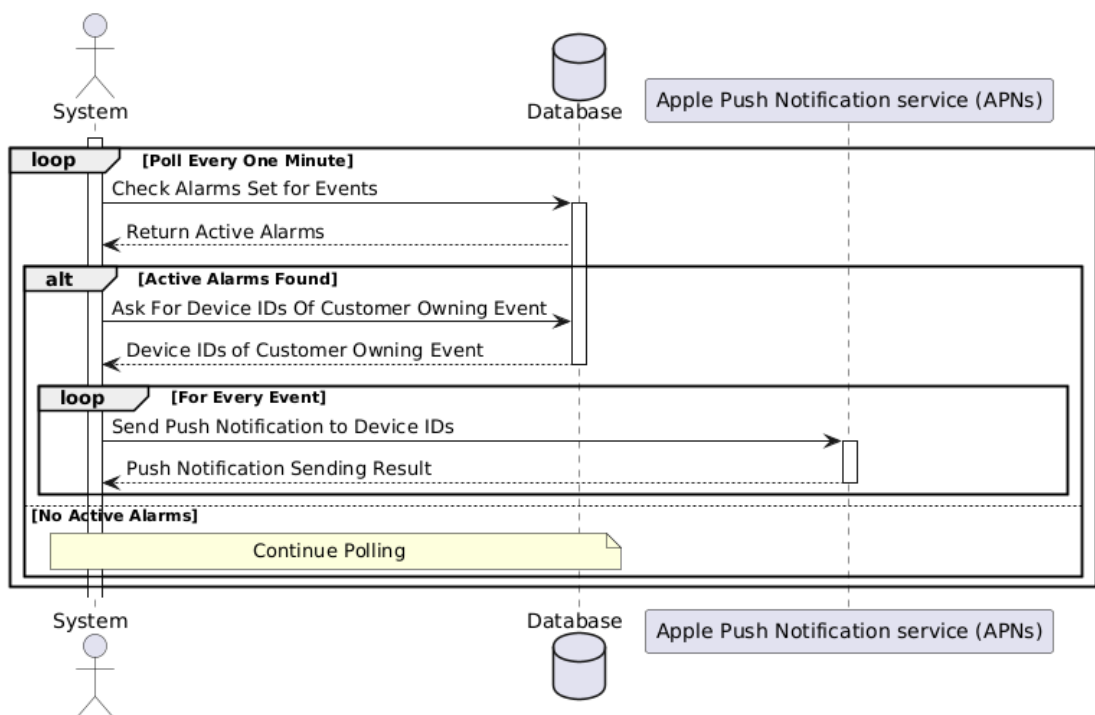 System
Database
Apple Push Notification service (APNs)
loop
[Poll Every One Minute]
Check Alarms Set for Events
Return Active Alarms
alt
[Active Alarms Found]
Ask For Device IDs Of Customer Owning Event
Device IDs of Customer Owning Event
loop
[For Every Event]
Send Push Notification to Device IDs
Push Notification Sending Result
[No Active Alarms]
Continue Polling
System
Database
Apple Push Notification service (APNs)